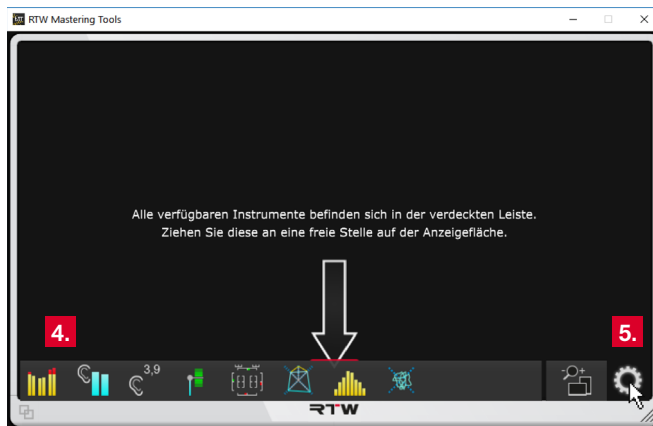 RTW Mastering Tools
Alle verfügbaren Instrumente befinden sich in der verdeckten Leiste.
Ziehen Sie diese an eine freie Stelle auf der Anzeigefläche.
4.
5.
3,9
RTW